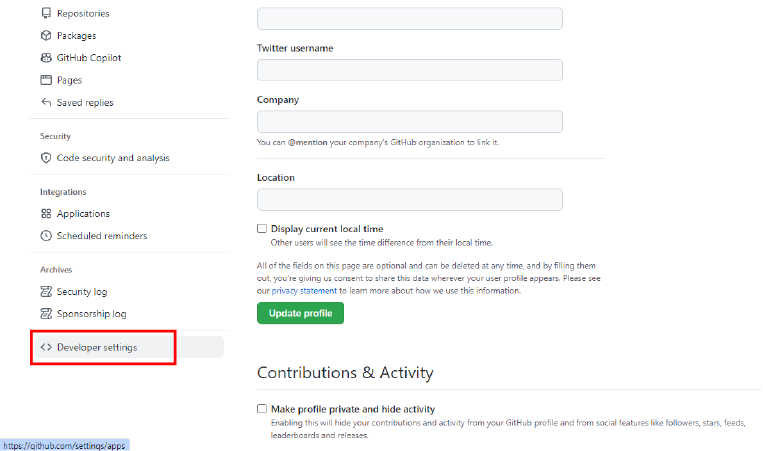 Repositories
Packages
GitHub Copilot
Pages
Saved replies
Security
Code security and analysis
Integrations
Applications
Scheduled reminders
Archives
Security log
Sponsorship log
Developer settings
https://github.com/settings/apps
Twitter username
Company
You can @mention your company's GitHub organization to link it.
Location
Display current local time
Other users will see the time difference from their local time.
All of the fields on this page are optional and can be deleted at any time, and by filling them
out, you're giving us consent to share this data wherever your user profile appears. Please see
our privacy statement to learn more about how we use this information.
Update profile
Contributions & Activity
Make profile private and hide activity
Enabling this will hide your contributions and activity from your GitHub profile and from social features like followers, stars, feeds,
leaderboards and releases.